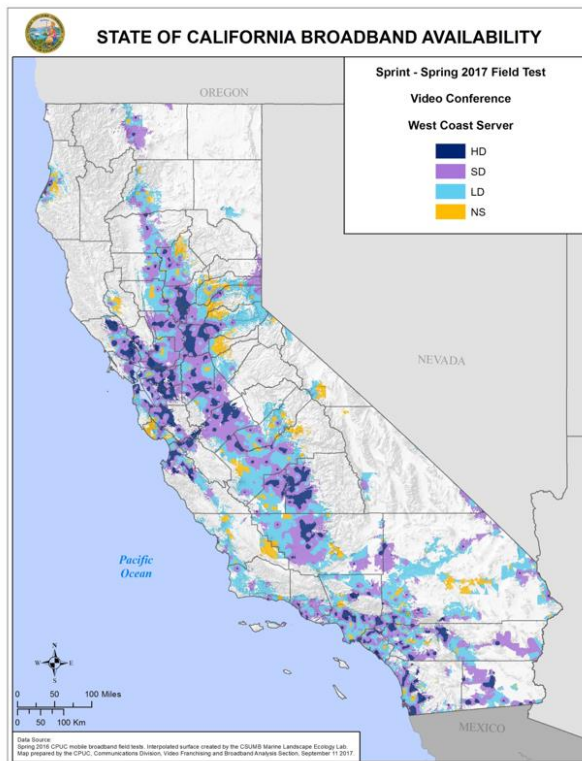 STATE OF CALIFORNIA BROADBAND AVAILABILITY
Sprint - Spring 2017 Field Test
Video Conference
West Coast Server
HD
SD
LD
NS
OREGON
NEVADA
Pacific
Ocean
N
W
E
S
0 50 100 Miles
0 50 100 Km
MEXICO
Data Source:
Spring 2016 CPUC mobile broadband field tests. Interpolated surface created by the CSUMB Marine Landscape Ecology Lab.
Map prepared by the CPUC, Communications Division, Video Franchising and Broadband Analysis Section, September 11 2017.